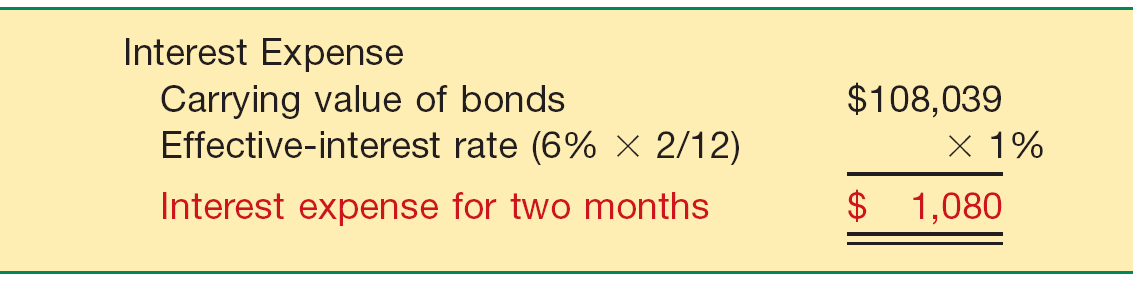 Interest Expense
Carrying value of bonds $108,039
Effective-interest rate (6% × 2/12) × 1%
Interest expense for two months $ 1,080